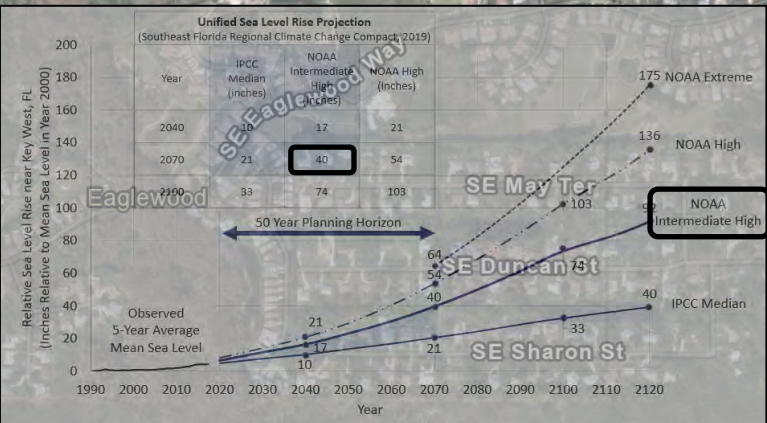 Unified Sea Level Rise Projection
(Southeast Florida Regional Climate Change Compact, 2019)
Year
IPCC
Median
(inches)
NOAA
Intermediate
High
(inches)
NOAA High
(Inches)
2040 10 17 21
2070 21 40 54
2100 33 74 103
SE Eaglewood Way
Eaglewood
SE May Ter
SE Duncan St
SE Sharon St
50 Year Planning Horizon
Observed
5-Year Average
Mean Sea Level
175 NOAA Extreme
136
NOAA High
103
92
NOAA
Intermediate High
74
64
54
40
40
IPCC Median
33
21
21
17
10
Relative Sea Level Rise near Key West, FL
(Inches Relative to Mean Sea Level in Year 2000)
200
180
160
140
120
100
80
60
40
20
0
1990 2000 2010 2020 2030 2040 2050 2060 2070 2080 2090 2100 2110 2120
Year